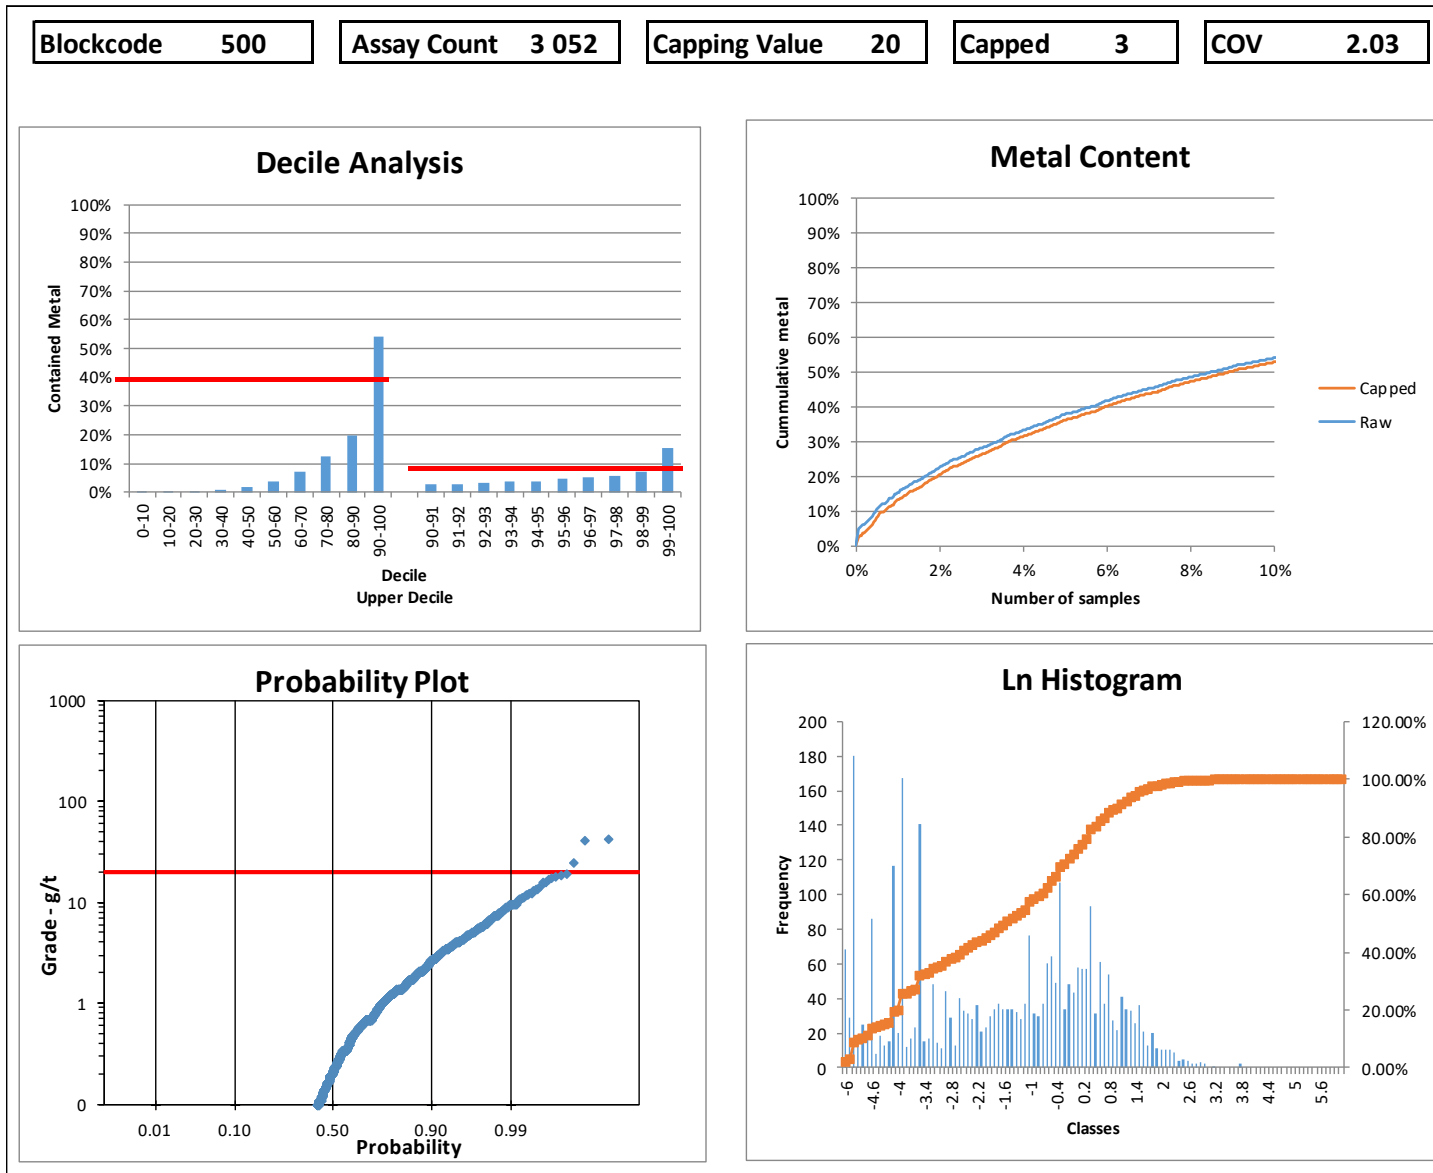 Blockcode 500 Assay Count 3 052 Capping Value 20 Capped 3 COV 2.03
Decile Analysis
100%
90%
80%
70%
60%
50%
40%
30%
20%
10%
0%
Contained Metal
0-10 10-20 20-30 30-40 40-50 50-60 60-70 70-80 80-90 90-100 90-91 91-92 92-93 93-94 94-95 95-96 96-97 97-98 98-99 99-100
Decile
Upper Decile
Metal Content
100%
90%
80%
70%
60%
50%
40%
30%
20%
10%
0%
Cummulative metal
0% 2% 4% 6% 8% 10%
Number of samples
Capped
Raw
Probability Plot
1000
100
10
1
0
Grade - g/t
0.01 0.10 0.50 0.90 0.99
Probability
Ln Histogram
200
180
160
140
120
100
80
60
40
20
0
Frequency
120.00%
100.00%
80.00%
60.00%
40.00%
20.00%
0.00%
-6 -4.6 -4 -3.4 -2.8 -2.2 -1.6 -1 -0.4 0.2 0.8 1.4 2 2.6 3.2 3.8 4.4 5 5.6
Classes